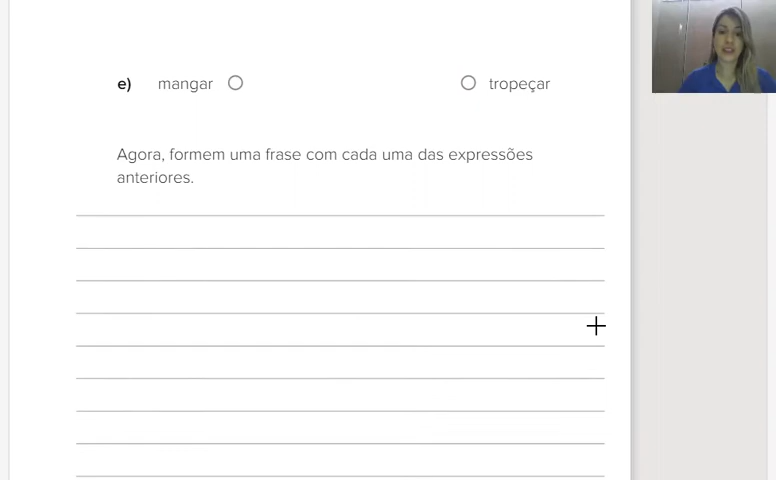 e) mangar tropeçar
Agora, formem uma frase com cada uma das expressões
anteriores.